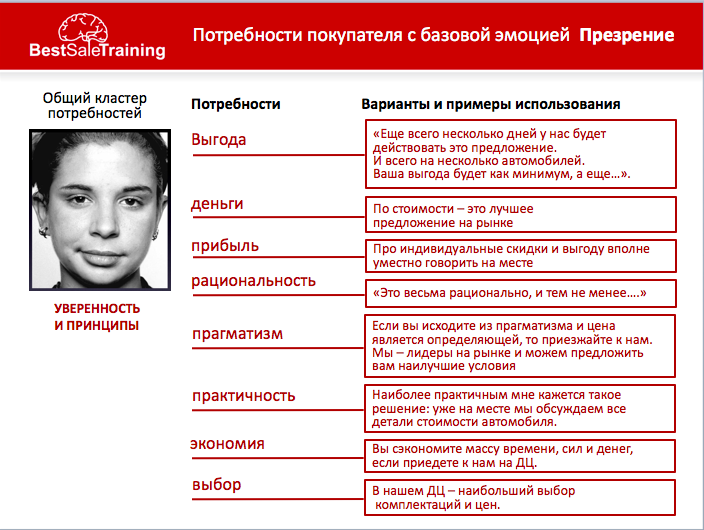 BestSaleTraining
Потребности покупателя с базовой эмоцией Презрение
Общий кластер
потребностей
УВЕРЕННОСТЬ
И ПРИНЦИПЫ
Потребности
Варианты и примеры использования
Выгода
«Еще всего несколько дней у нас будет
действовать это предложение.
И всего на несколько автомобилей.
Ваша выгода будет как минимум, а еще…».
деньги
По стоимости – это лучшее
предложение на рынке
прибыль
Про индивидуальные скидки и выгоду вполне
уместно говорить на месте
рациональность
«Это весьма рационально, и тем не менее….»
прагматизм
Если вы исходите из прагматизма и цена
является определяющей, то приезжайте к нам.
Мы – лидеры на рынке и можем предложить
вам наилучшие условия
практичность
Наиболее практичным мне кажется такое
решение: уже на месте мы обсуждаем все
детали стоимости автомобиля.
экономия
Вы сэкономите массу времени, сил и денег,
если приедете к нам на ДЦ.
выбор
В нашем ДЦ – наибольший выбор
комплектаций и цен.